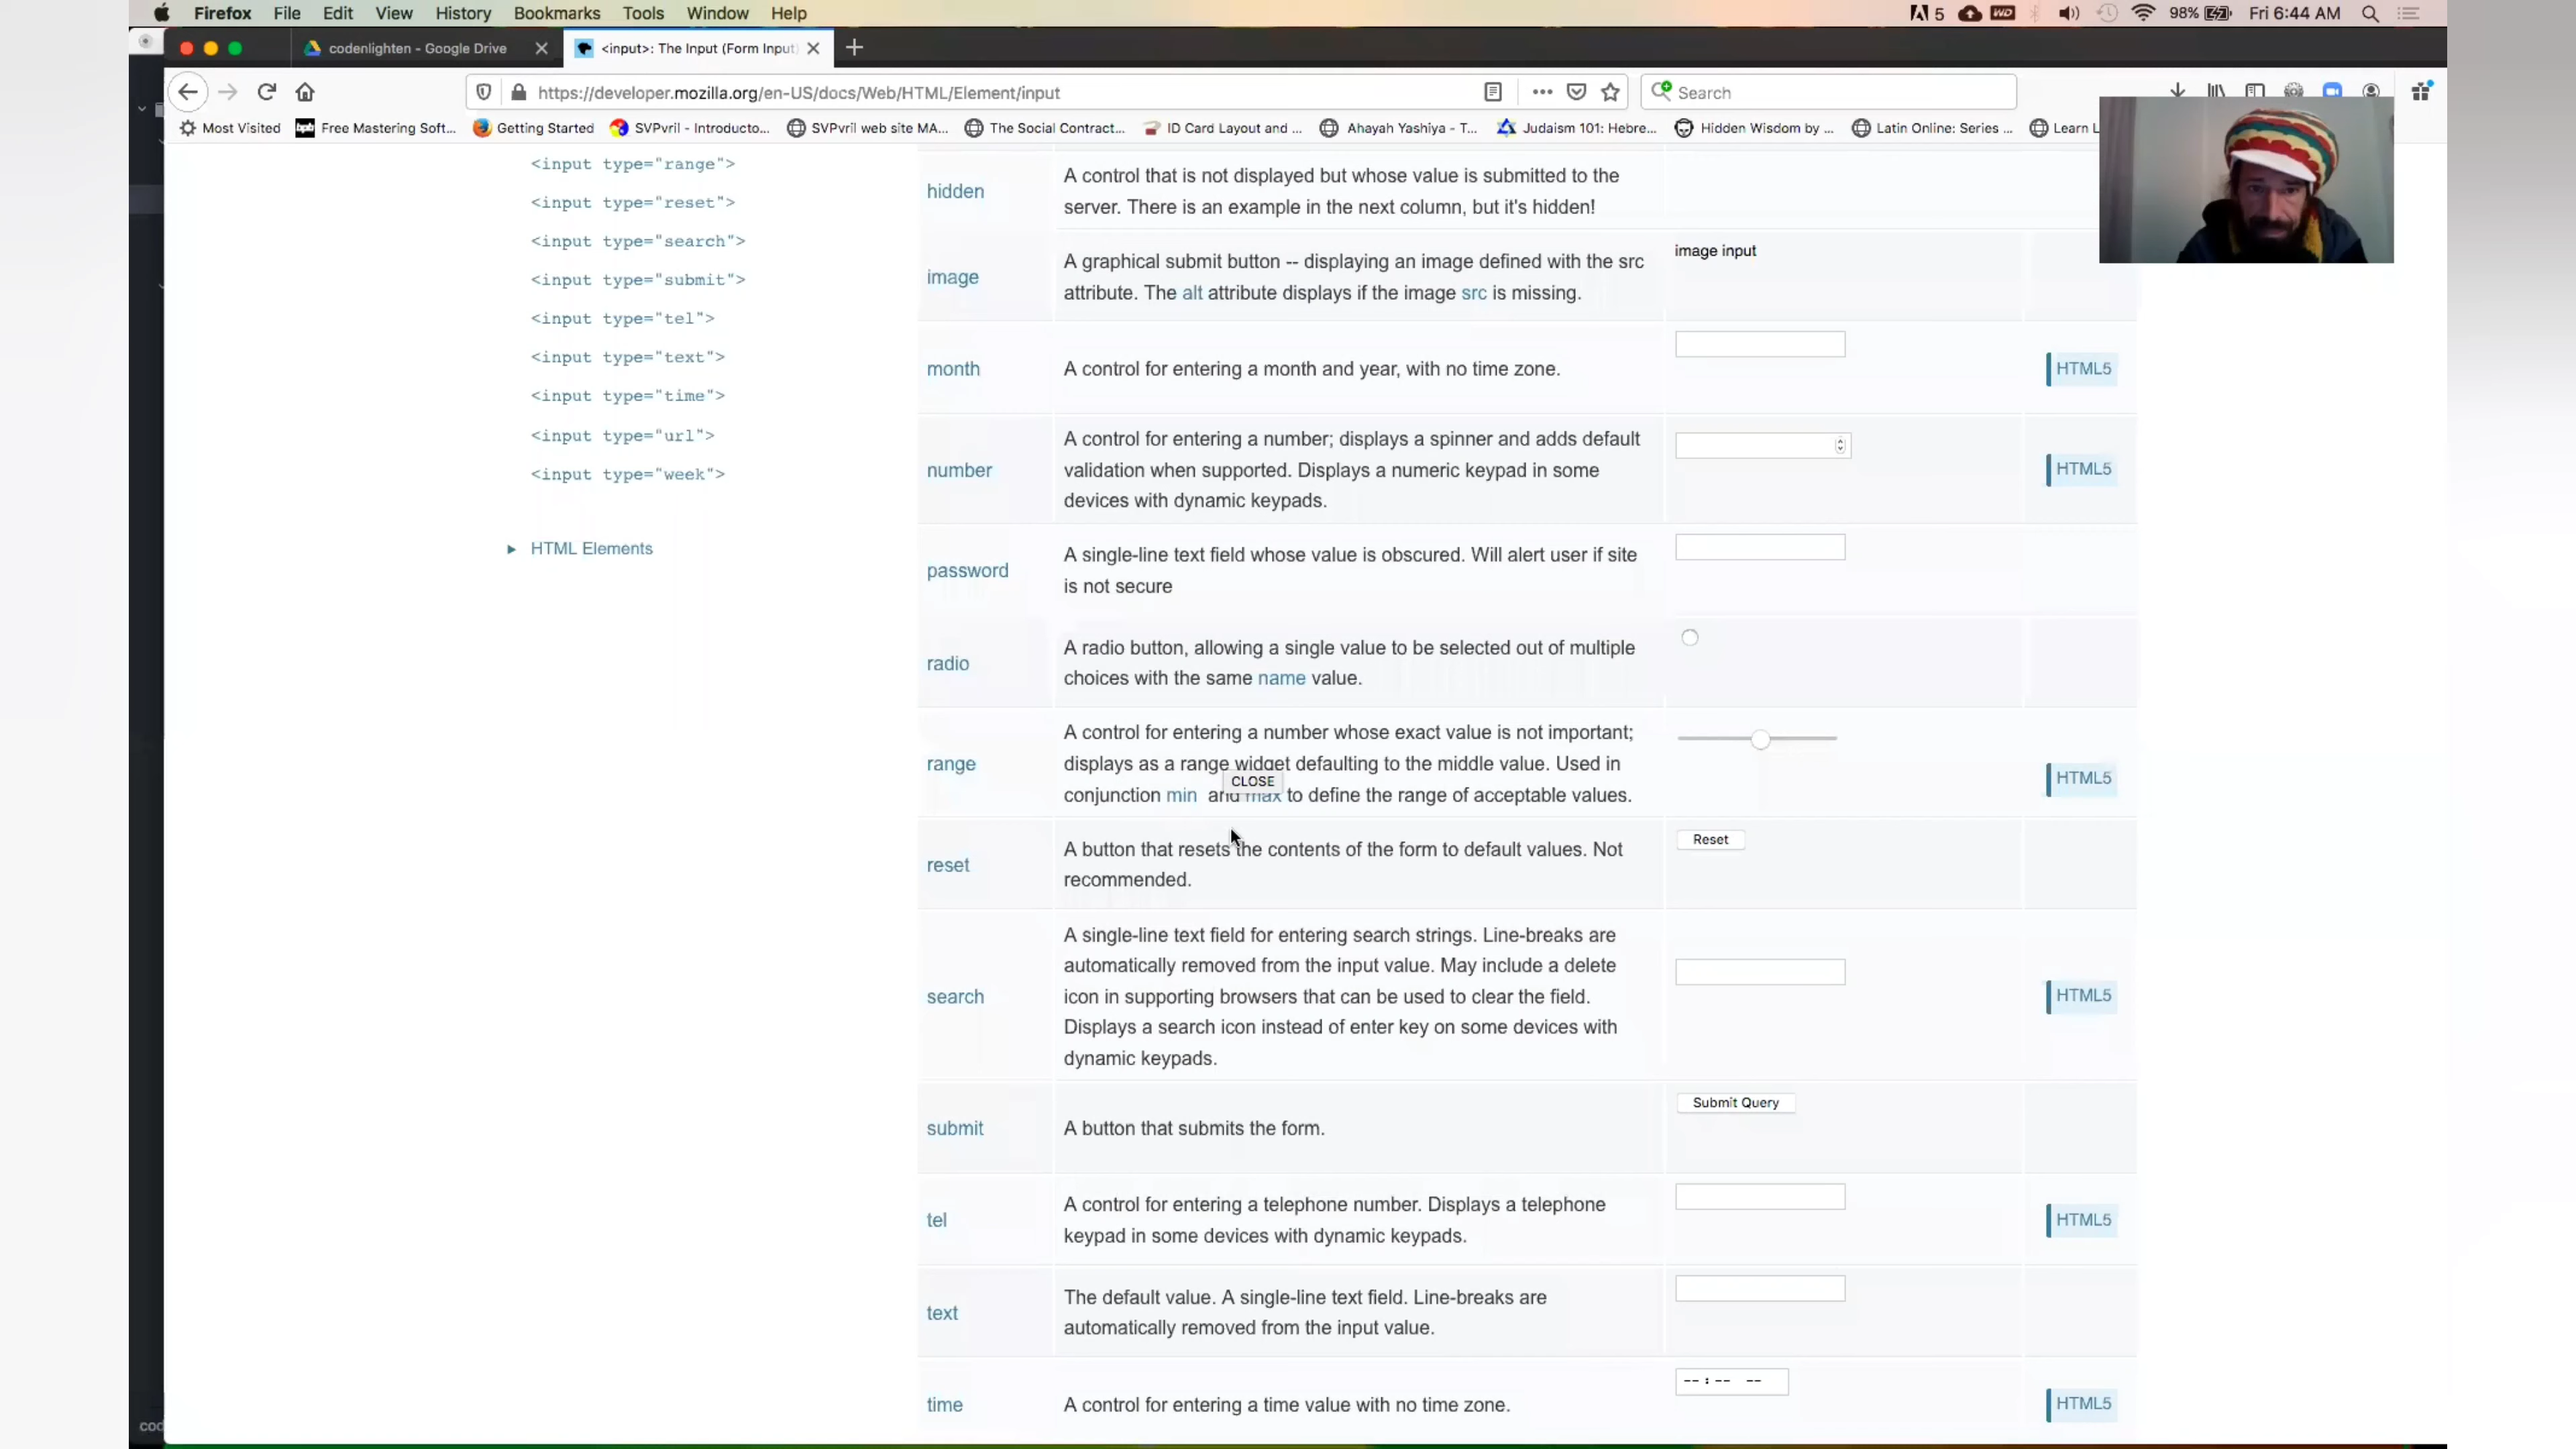 Firefox File Edit View History Bookmarks Tools Window Help
5 WD 98% Fri 6:44 AM
codenlighten - Google Drive
<input>: The Input (Form Input)
https://developer.mozilla.org/en-US/docs/Web/HTML/Element/input
Search
Most Visited
Free Mastering Soft...
Getting Started
SVPvril - Introducto...
SVPvril web site MA...
The Social Contract...
ID Card Layout and ...
Ahayah Yashiya - T...
Judaism 101: Hebre...
Hidden Wisdom by ...
Latin Online: Series ...
Learn L
<input type="range">
<input type="reset">
<input type="search">
<input type="submit">
<input type="tel">
<input type="text">
<input type="time">
<input type="url">
<input type="week">
HTML Elements
hidden
A control that is not displayed but whose value is submitted to the
server. There is an example in the next column, but it's hidden!
image
A graphical submit button -- displaying an image defined with the src
attribute. The alt attribute displays if the image src is missing.
image input
month
A control for entering a month and year, with no time zone.
HTML5
number
A control for entering a number; displays a spinner and adds default
validation when supported. Displays a numeric keypad in some
devices with dynamic keypads.
HTML5
password
A single-line text field whose value is obscured. Will alert user if site
is not secure
radio
A radio button, allowing a single value to be selected out of multiple
choices with the same name value.
range
A control for entering a number whose exact value is not important;
displays as a range widget defaulting to the middle value. Used in
CLOSE
conjunction min and max to define the range of acceptable values.
HTML5
reset
A button that resets the contents of the form to default values. Not
recommended.
Reset
search
A single-line text field for entering search strings. Line-breaks are
automatically removed from the input value. May include a delete
icon in supporting browsers that can be used to clear the field.
Displays a search icon instead of enter key on some devices with
dynamic keypads.
HTML5
submit
A button that submits the form.
Submit Query
tel
A control for entering a telephone number. Displays a telephone
keypad in some devices with dynamic keypads.
HTML5
text
The default value. A single-line text field. Line-breaks are
automatically removed from the input value.
time
A control for entering a time value with no time zone.
-- : -- --
HTML5
cod